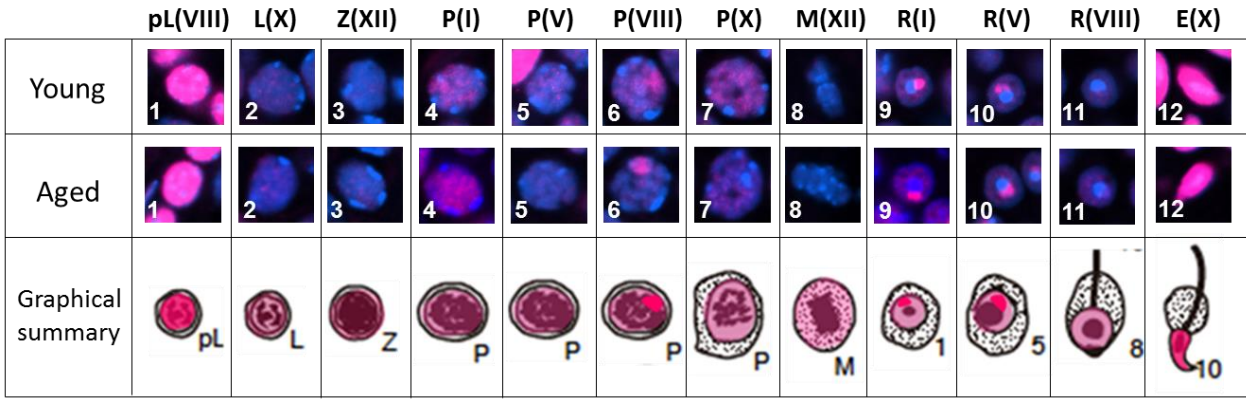 pL(VIII) L(X) Z(XII) P(I) P(V) P(VIII) P(X) M(XII) R(I) R(V) R(VIII) E(X)
Young 1 2 3 4 5 6 7 8 9 10 11 12
Aged 1 2 3 4 5 6 7 8 9 10 11 12
Graphical
summary
pL L Z P P P P M 1 5 8 10